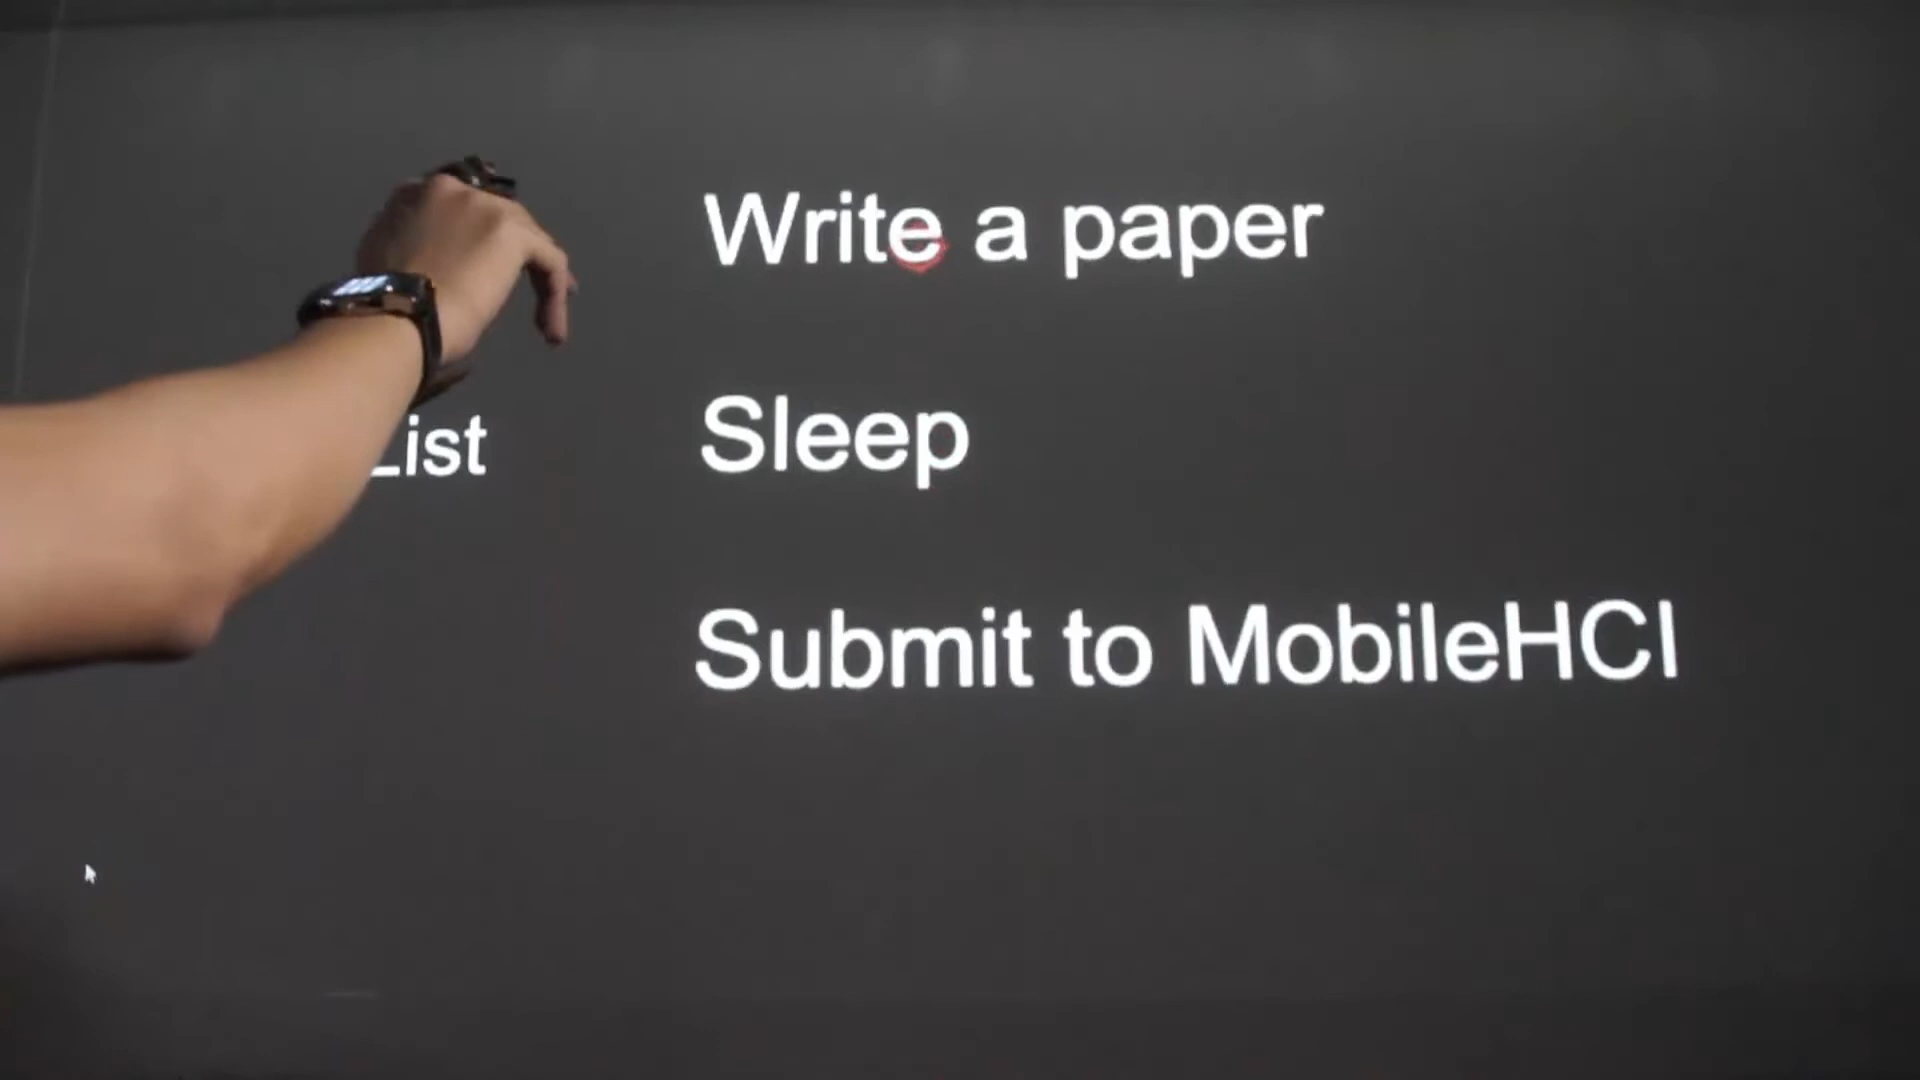 Write a paper
List
Sleep
Submit to MobileHCI